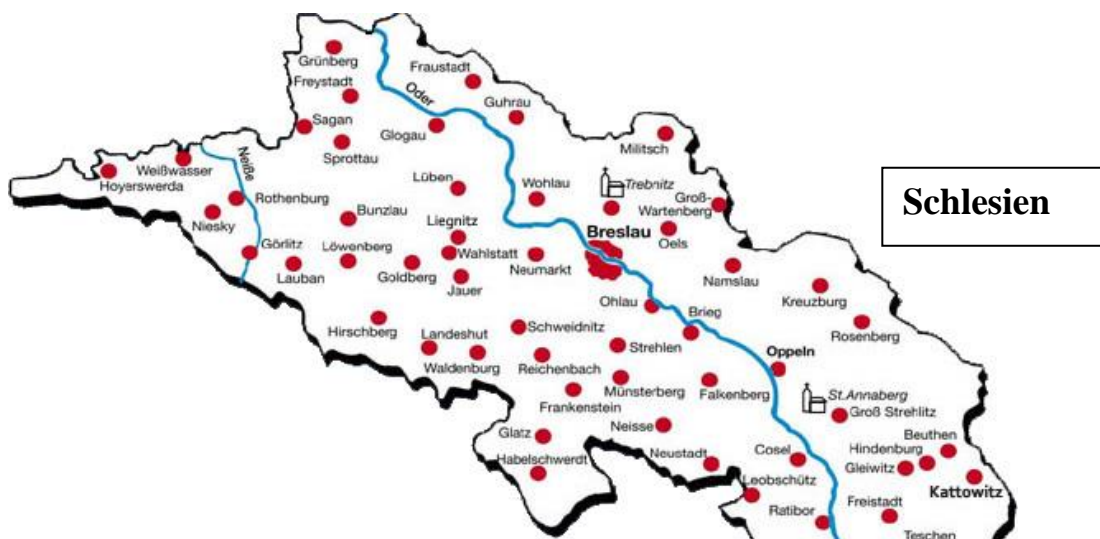 Grünberg
Fraustadt
Freystadt
Oder
Guhrau
Sagan
Glogau
Militsch
Sprottau
Weißwasser
Neiße
Hoyerswerda
Lüben
Wohlau
Trebnitz
Groß-
Wartenberg
Rothenburg
Bunzlau
Liegnitz
Niesky
Breslau
Oels
Görlitz
Löwenberg
Wahlstatt
Lauban
Goldberg
Neumarkt
Jauer
Namslau
Kreuzburg
Ohlau
Brieg
Hirschberg
Schweidnitz
Rosenberg
Landeshut
Strehlen
Oppeln
Waldenburg
Reichenbach
Münsterberg
Falkenberg
St.Annaberg
Frankenstein
Groß Strehlitz
Glatz
Neisse
Beuthen
Hindenburg
Habelschwerdt
Neustadt
Cosel
Gleiwitz
Leobschütz
Kattowitz
Ratibor
Freistadt
Teschen
Schlesien